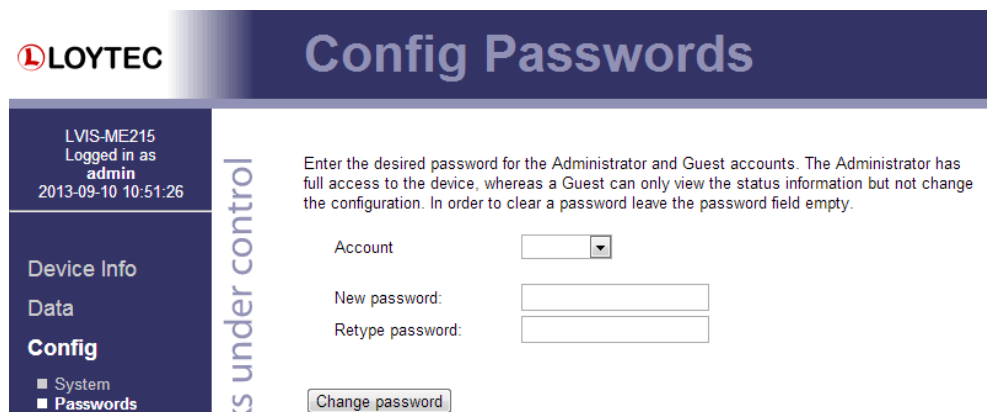 LOYTEC
Config Passwords
LVIS-ME215
Logged in as
admin
2013-09-10 10:51:26
Device Info
Data
Config
System
Passwords
under control
Enter the desired password for the Administrator and Guest accounts. The Administrator has
full access to the device, whereas a Guest can only view the status information but not change
the configuration. In order to clear a password leave the password field empty.
Account
New password:
Retype password:
Change password